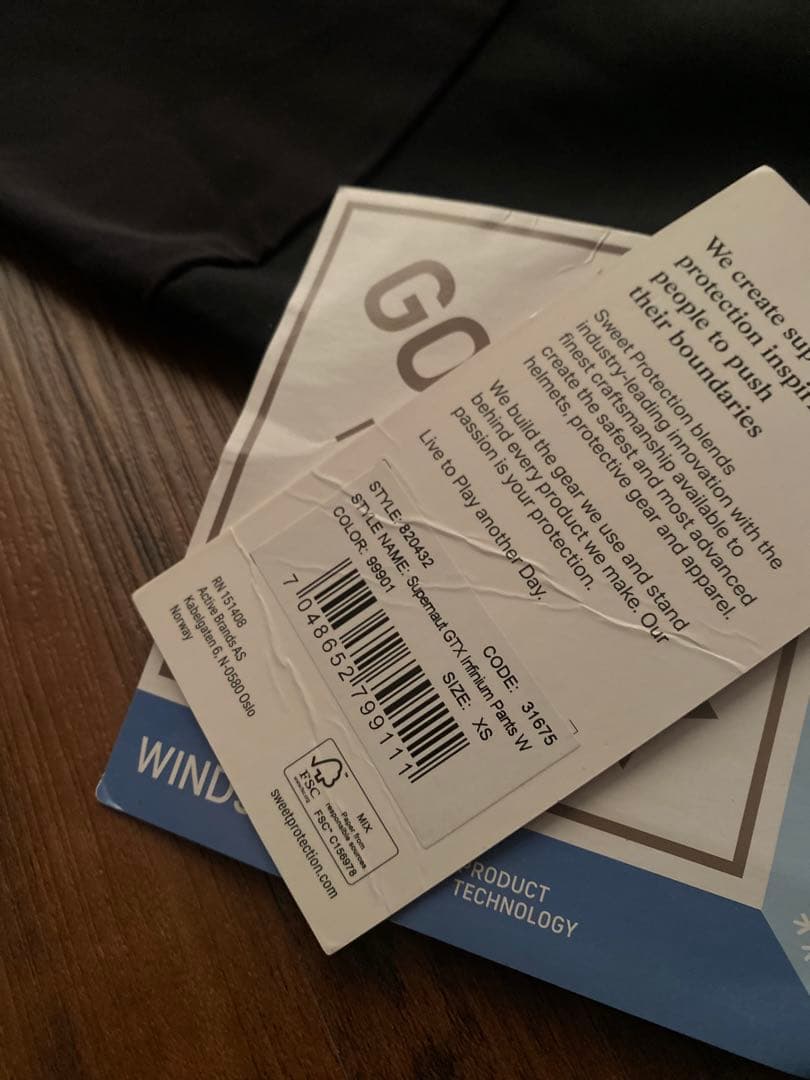 We create sup
protection inspir
people to push
their boundaries
Sweet Protection blends
industry-leading innovation with the
finest craftsmanship available to
create the safest and most advanced
helmets, protective gear and apparel.
We build the gear we use and stand
behind every product we make. Our
passion is your protection.
Live to Play another Day.
STYLE: 820432
CODE: 31675
STYLE NAME: Supernaut GTX Infinium Pants W
COLOR: 99901
SIZE: XS
7 048652 799111
RN 151408
Active Brands AS
Kabelgaten 6, N-0580 Oslo
Norway
FSC
www.fsc.org
MIX
Paper from
responsible sources
FSC™ C156978
sweetprotection.com
GO
WINDS
PRODUCT
TECHNOLOGY